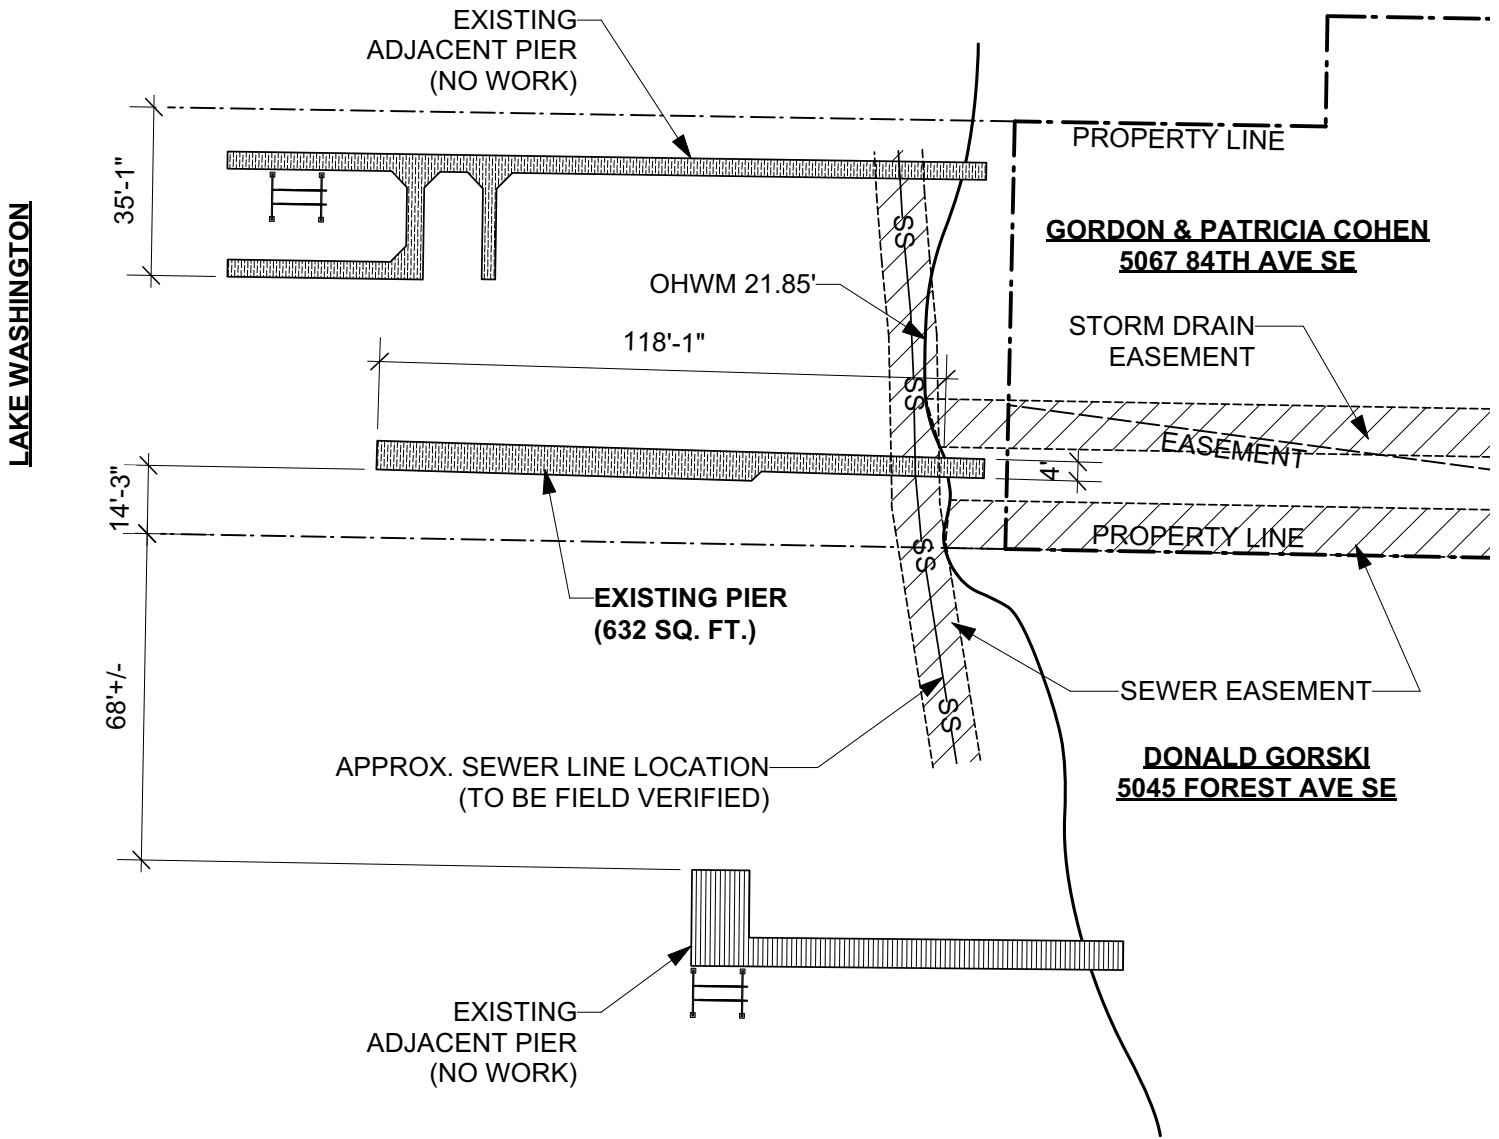 EXISTING
ADJACENT PIER
(NO WORK)
PROPERTY LINE
35'-1"
LAKE WASHINGTON
GORDON & PATRICIA COHEN
5067 84TH AVE SE
SS
OHWM 21.85'
STORM DRAIN
EASEMENT
118'-1"
SS
EASEMENT
4'
14'-3"
PROPERTY LINE
SS
EXISTING PIER
(632 SQ. FT.)
68'+/-
SEWER EASEMENT
SS
DONALD GORSKI
5045 FOREST AVE SE
APPROX. SEWER LINE LOCATION
(TO BE FIELD VERIFIED)
EXISTING
ADJACENT PIER
(NO WORK)